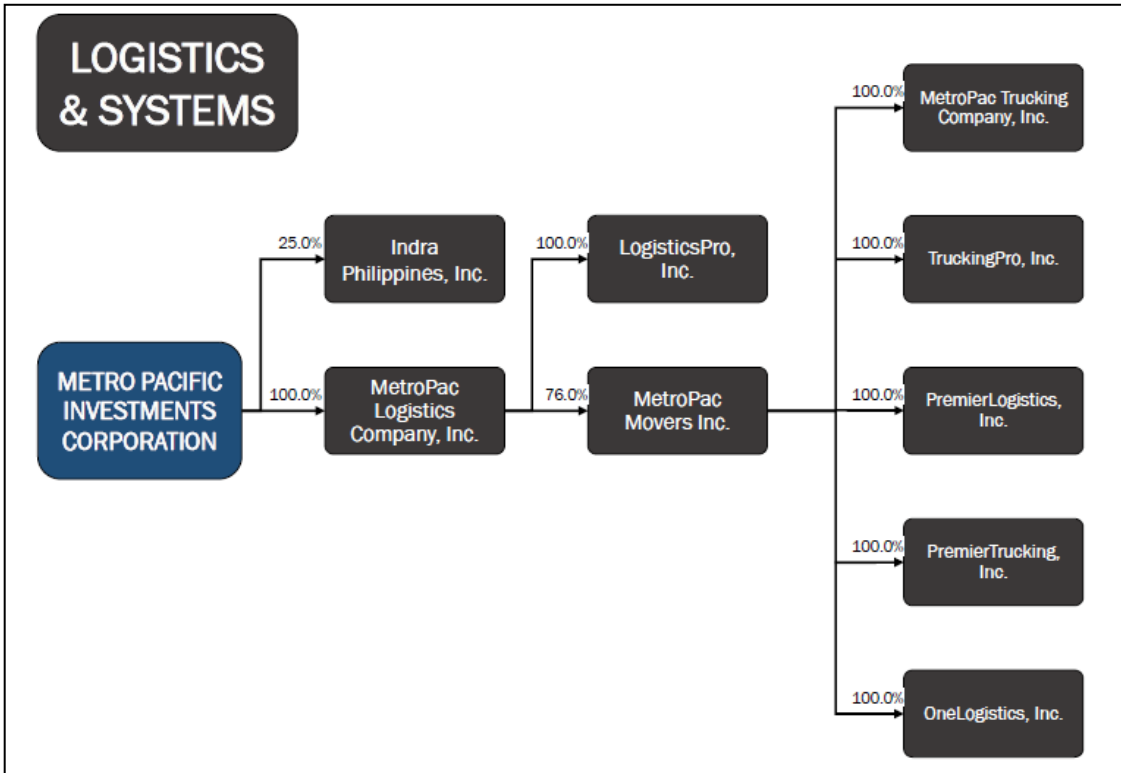 LOGISTICS
& SYSTEMS
100.0%
MetroPac Trucking
Company, Inc.
25.0%
Indra
Philippines, Inc.
100.0%
LogisticsPro,
Inc.
100.0%
TruckingPro, Inc.
METRO PACIFIC
INVESTMENTS
CORPORATION
100.0%
MetroPac
Logistics
Company, Inc.
76.0%
MetroPac
Movers Inc.
100.0%
PremierLogistics,
Inc.
100.0%
PremierTrucking,
Inc.
100.0%
OneLogistics, Inc.